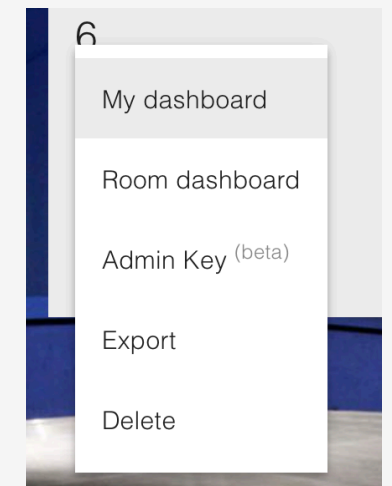 6
My dashboard
Room dashboard
Admin Key (beta)
Export
Delete